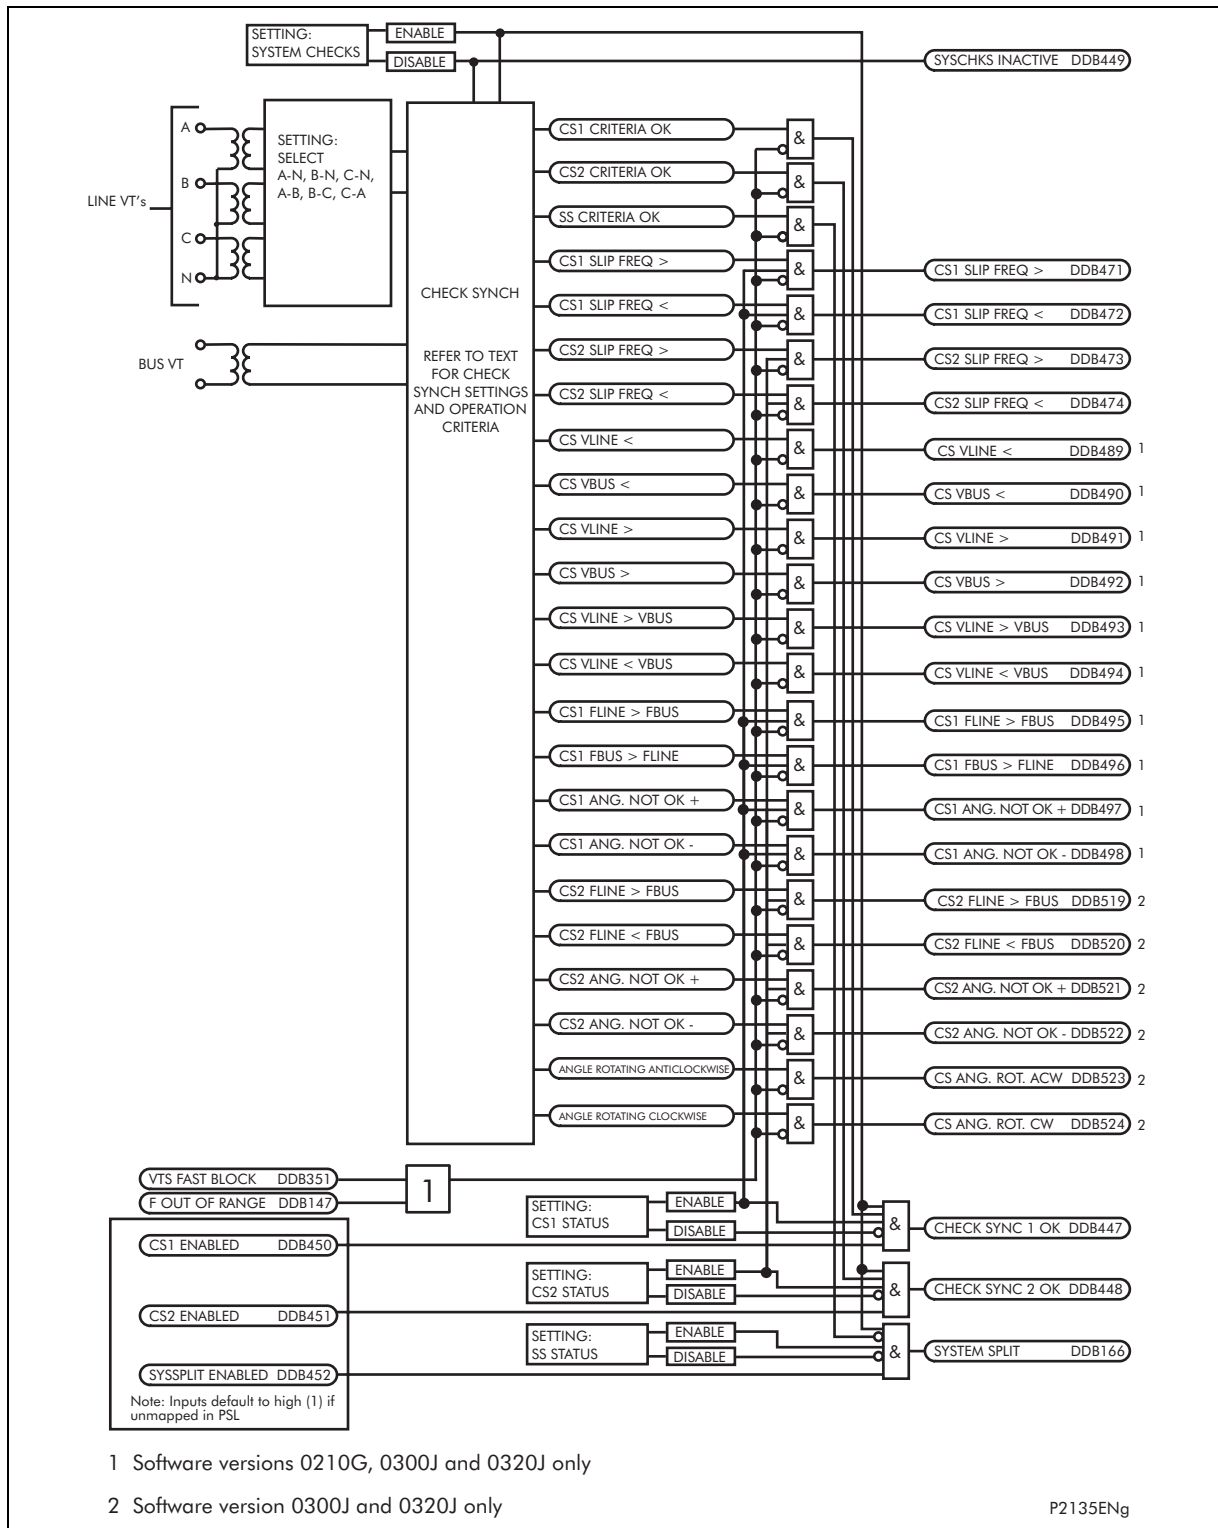 SETTING:
SYSTEM CHECKS
ENABLE
DISABLE
SYSCHKS INACTIVE DDB449
LINE VT's
A
B
C
N
SETTING:
SELECT
A-N, B-N, C-N,
A-B, B-C, C-A
BUS VT
CHECK SYNCH
REFER TO TEXT
FOR CHECK
SYNCH SETTINGS
AND OPERATION
CRITERIA
CS1 CRITERIA OK
&
CS2 CRITERIA OK
&
SS CRITERIA OK
&
CS1 SLIP FREQ >
&
CS1 SLIP FREQ > DDB471
CS1 SLIP FREQ <
&
CS1 SLIP FREQ < DDB472
CS2 SLIP FREQ >
&
CS2 SLIP FREQ > DDB473
CS2 SLIP FREQ <
&
CS2 SLIP FREQ < DDB474
CS VLINE <
&
CS VLINE < DDB489 1
CS VBUS <
&
CS VBUS < DDB490 1
CS VLINE >
&
CS VLINE > DDB491 1
CS VBUS >
&
CS VBUS > DDB492 1
CS VLINE > VBUS
&
CS VLINE > VBUS DDB493 1
CS VLINE < VBUS
&
CS VLINE < VBUS DDB494 1
CS1 FLINE > FBUS
&
CS1 FLINE > FBUS DDB495 1
CS1 FBUS > FLINE
&
CS1 FBUS > FLINE DDB496 1
CS1 ANG. NOT OK +
&
CS1 ANG. NOT OK + DDB497 1
CS1 ANG. NOT OK -
&
CS1 ANG. NOT OK - DDB498 1
CS2 FLINE > FBUS
&
CS2 FLINE > FBUS DDB519 2
CS2 FLINE < FBUS
&
CS2 FLINE < FBUS DDB520 2
CS2 ANG. NOT OK +
&
CS2 ANG. NOT OK + DDB521 2
CS2 ANG. NOT OK -
&
CS2 ANG. NOT OK - DDB522 2
ANGLE ROTATING ANTICLOCKWISE
&
CS ANG. ROT. ACW DDB523 2
ANGLE ROTATING CLOCKWISE
&
CS ANG. ROT. CW DDB524 2
VTS FAST BLOCK DDB351
F OUT OF RANGE DDB147
1
SETTING:
CS1 STATUS
ENABLE
DISABLE
&
CHECK SYNC 1 OK DDB447
CS1 ENABLED DDB450
SETTING:
CS2 STATUS
ENABLE
DISABLE
&
CHECK SYNC 2 OK DDB448
CS2 ENABLED DDB451
SETTING:
SS STATUS
ENABLE
DISABLE
&
SYSTEM SPLIT DDB166
SYSSPLIT ENABLED DDB452
Note: Inputs default to high (1) if
unmapped in PSL
1 Software versions 0210G, 0300J and 0320J only
2 Software version 0300J and 0320J only
P2135ENg